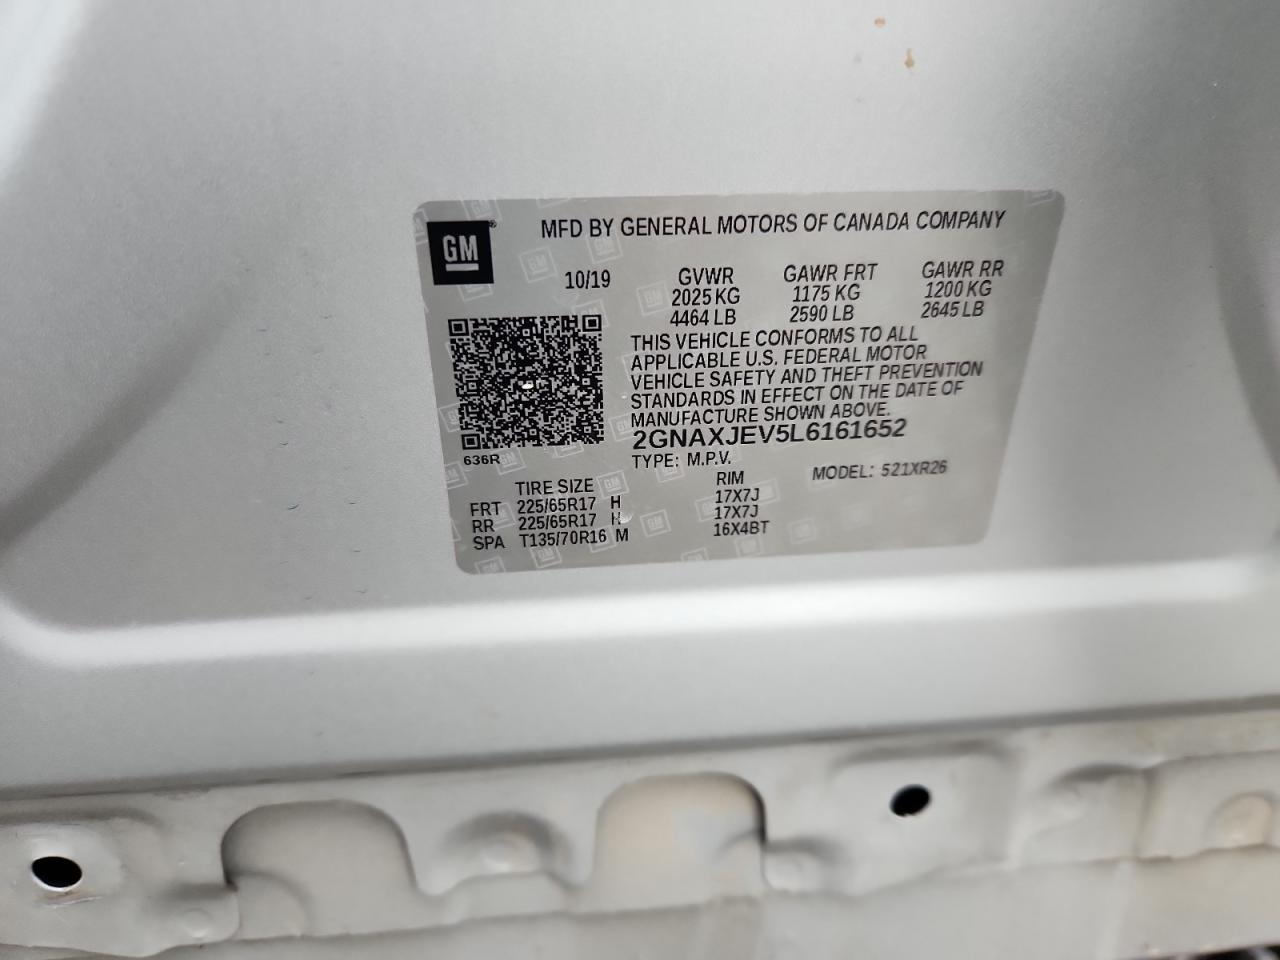 GM
MFD BY GENERAL MOTORS OF CANADA COMPANY
10/19 GVWR GAWR FRT GAWR RR
2025 KG 1175 KG 1200 KG
4464 LB 2590 LB 2645 LB
THIS VEHICLE CONFORMS TO ALL
APPLICABLE U.S. FEDERAL MOTOR
VEHICLE SAFETY AND THEFT PREVENTION
STANDARDS IN EFFECT ON THE DATE OF
MANUFACTURE SHOWN ABOVE.
2GNAXJEV5L6161652
636R
TYPE: M.P.V. MODEL: 521XR26
TIRE SIZE RIM
FRT 225/65R17 H 17X7J
RR 225/65R17 H 17X7J
SPA T135/70R16 M 16X4BT